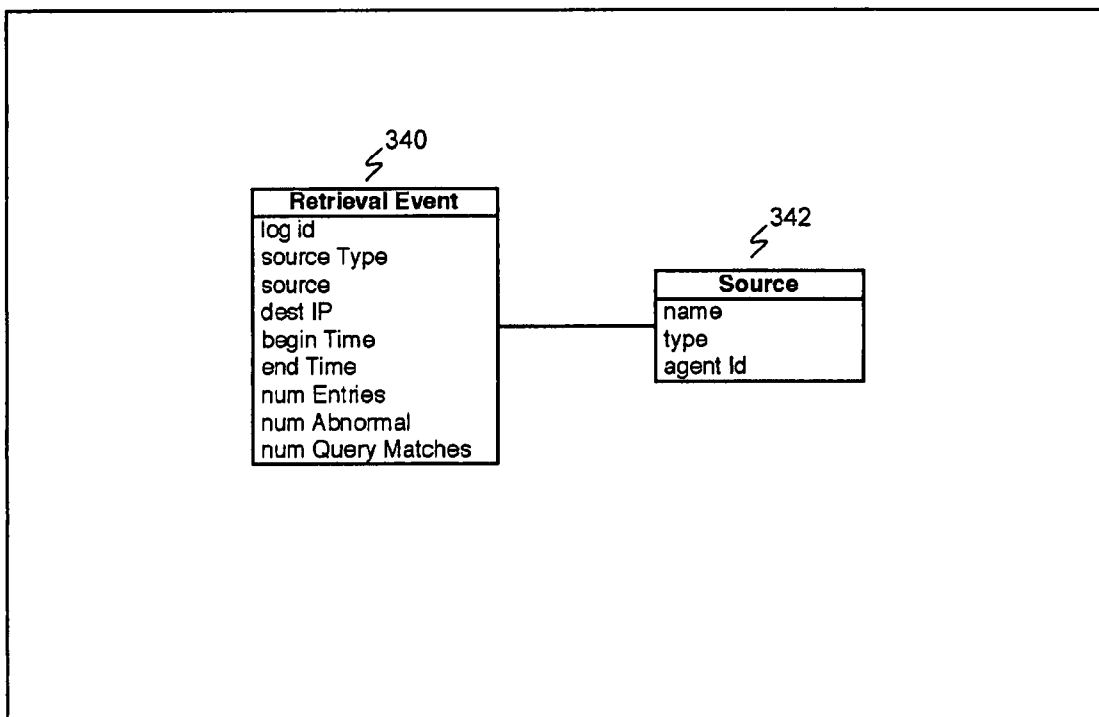 340
Retrieval Event
log id
source Type
source
dest IP
begin Time
end Time
num Entries
num Abnormal
num Query Matches
342
Source
name
type
agent Id